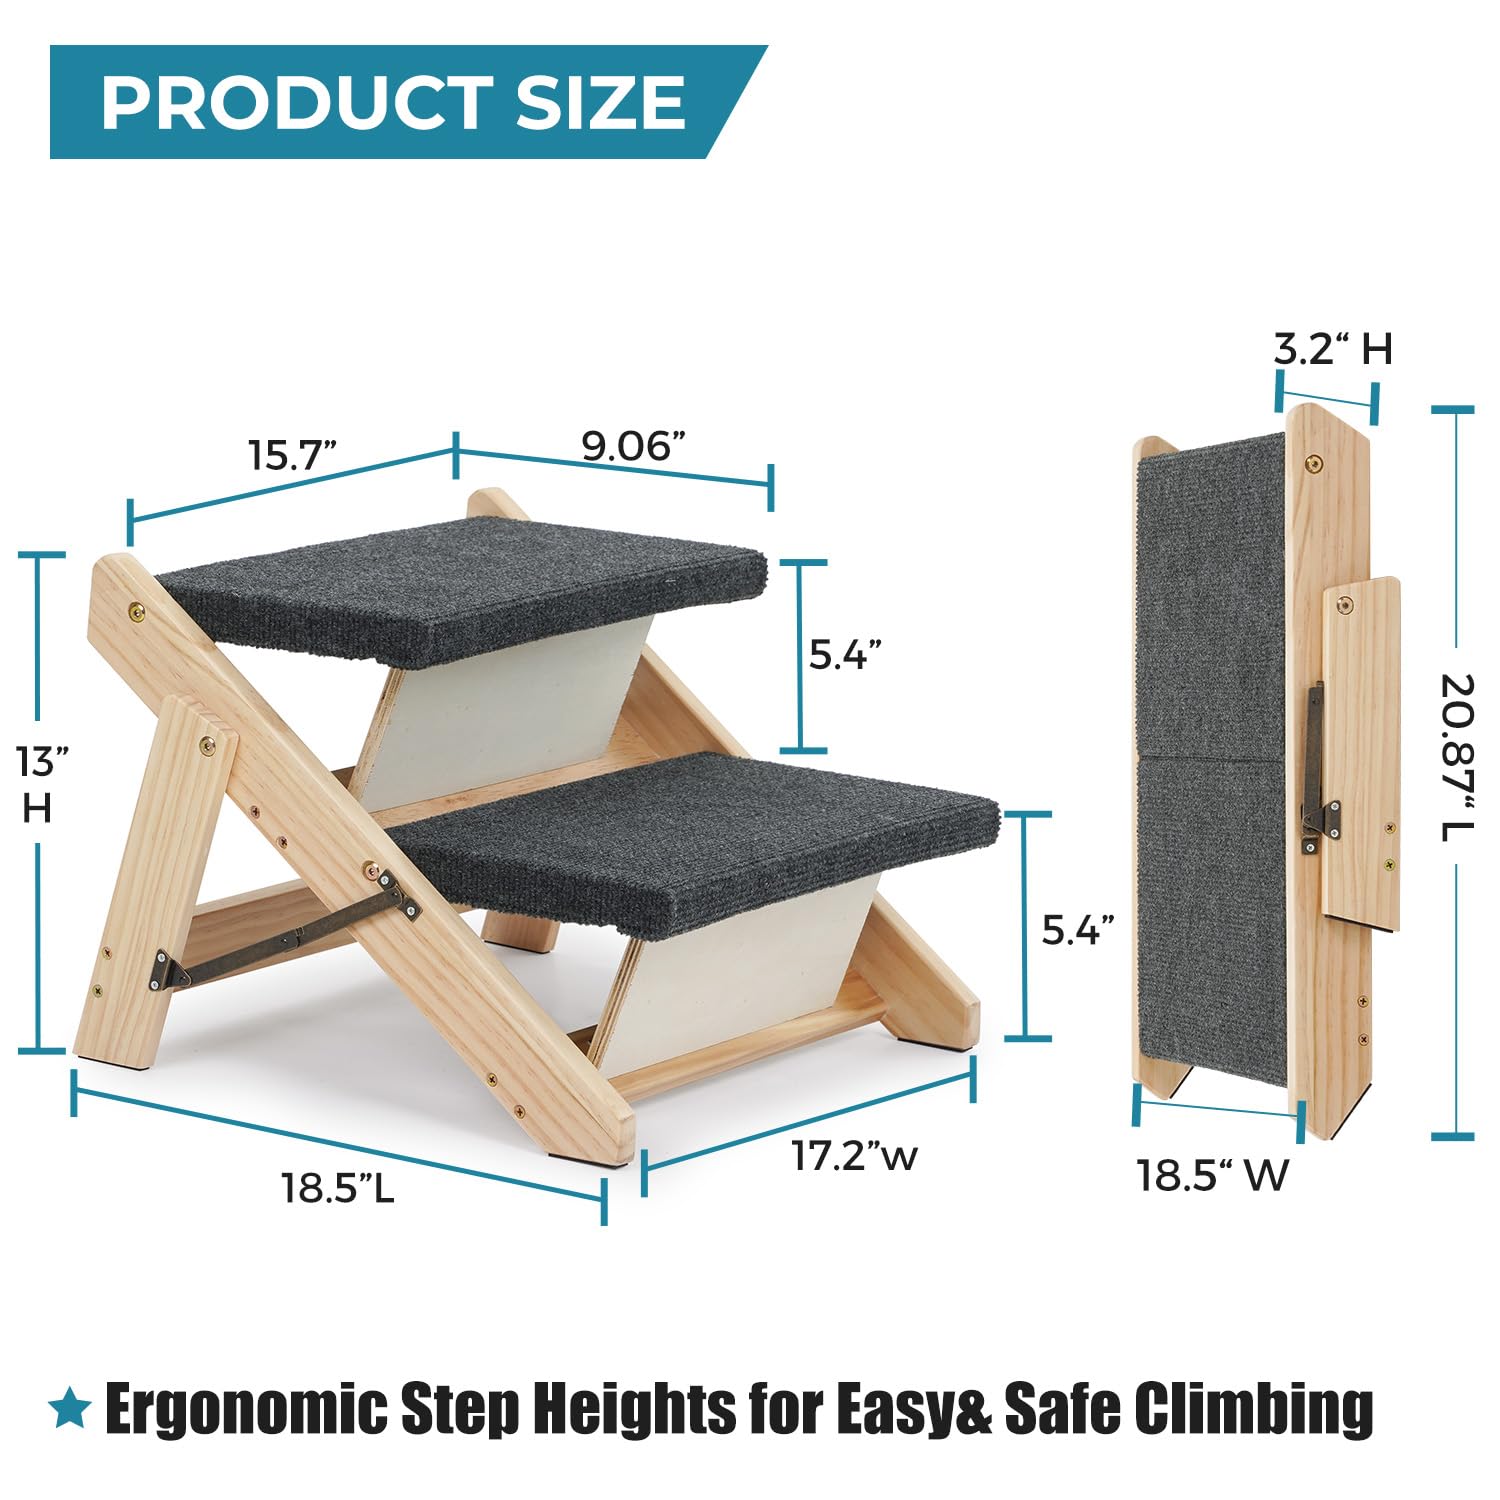 PRODUCT SIZE
3.2“ H
15.7”
9.06”
5.4”
13”
H
20.87“ L
5.4”
17.2”w
18.5”L
18.5“ W
Ergonomic Step Heights for Easy& Safe Climbing